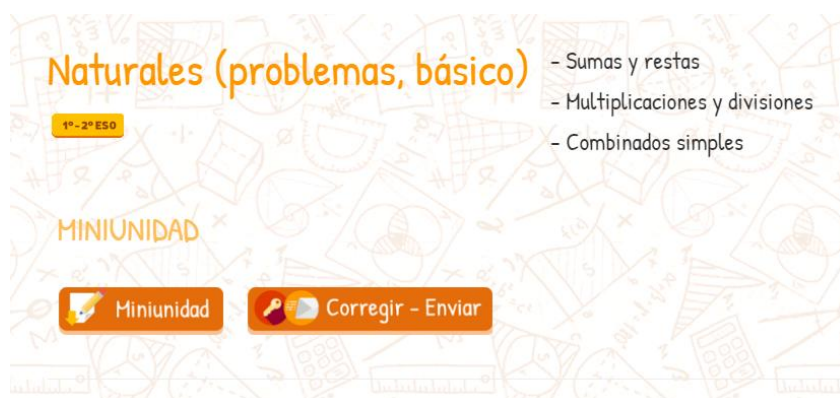 Naturales (problemas, básico)
1º-2º ESO
- Sumas y restas
- Multiplicaciones y divisiones
- Combinados simples
MINIUNIDAD
Miniunidad
Corregir - Enviar